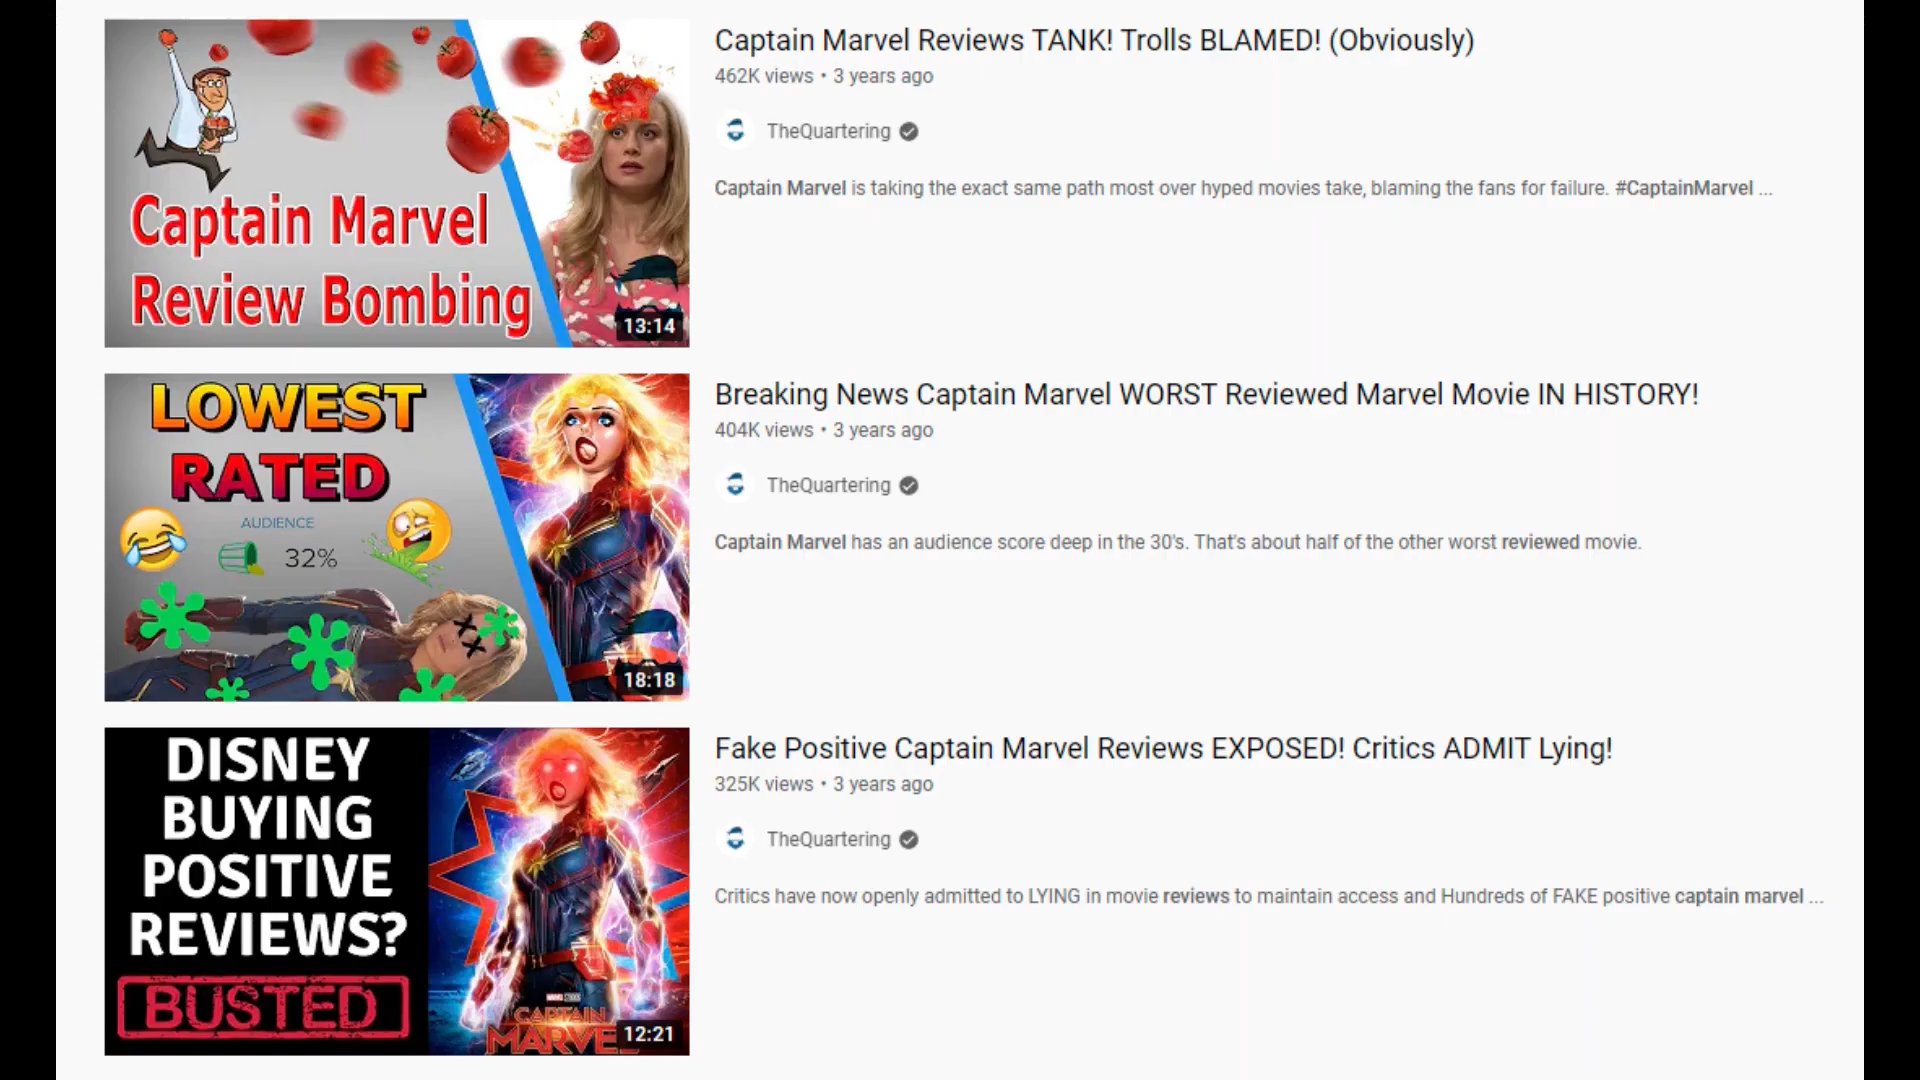 Captain Marvel
Review Bombing
13:14
Captain Marvel Reviews TANK! Trolls BLAMED! (Obviously)
462K views • 3 years ago
TheQuartering
Captain Marvel is taking the exact same path most over hyped movies take, blaming the fans for failure. #CaptainMarvel ...
LOWEST
RATED
AUDIENCE
32%
18:18
Breaking News Captain Marvel WORST Reviewed Marvel Movie IN HISTORY!
404K views • 3 years ago
TheQuartering
Captain Marvel has an audience score deep in the 30's. That's about half of the other worst reviewed movie.
DISNEY
BUYING
POSITIVE
REVIEWS?
BUSTED
MARVEL STUDIOS
CAPTAIN
MARVEL
12:21
Fake Positive Captain Marvel Reviews EXPOSED! Critics ADMIT Lying!
325K views • 3 years ago
TheQuartering
Critics have now openly admitted to LYING in movie reviews to maintain access and Hundreds of FAKE positive captain marvel ...